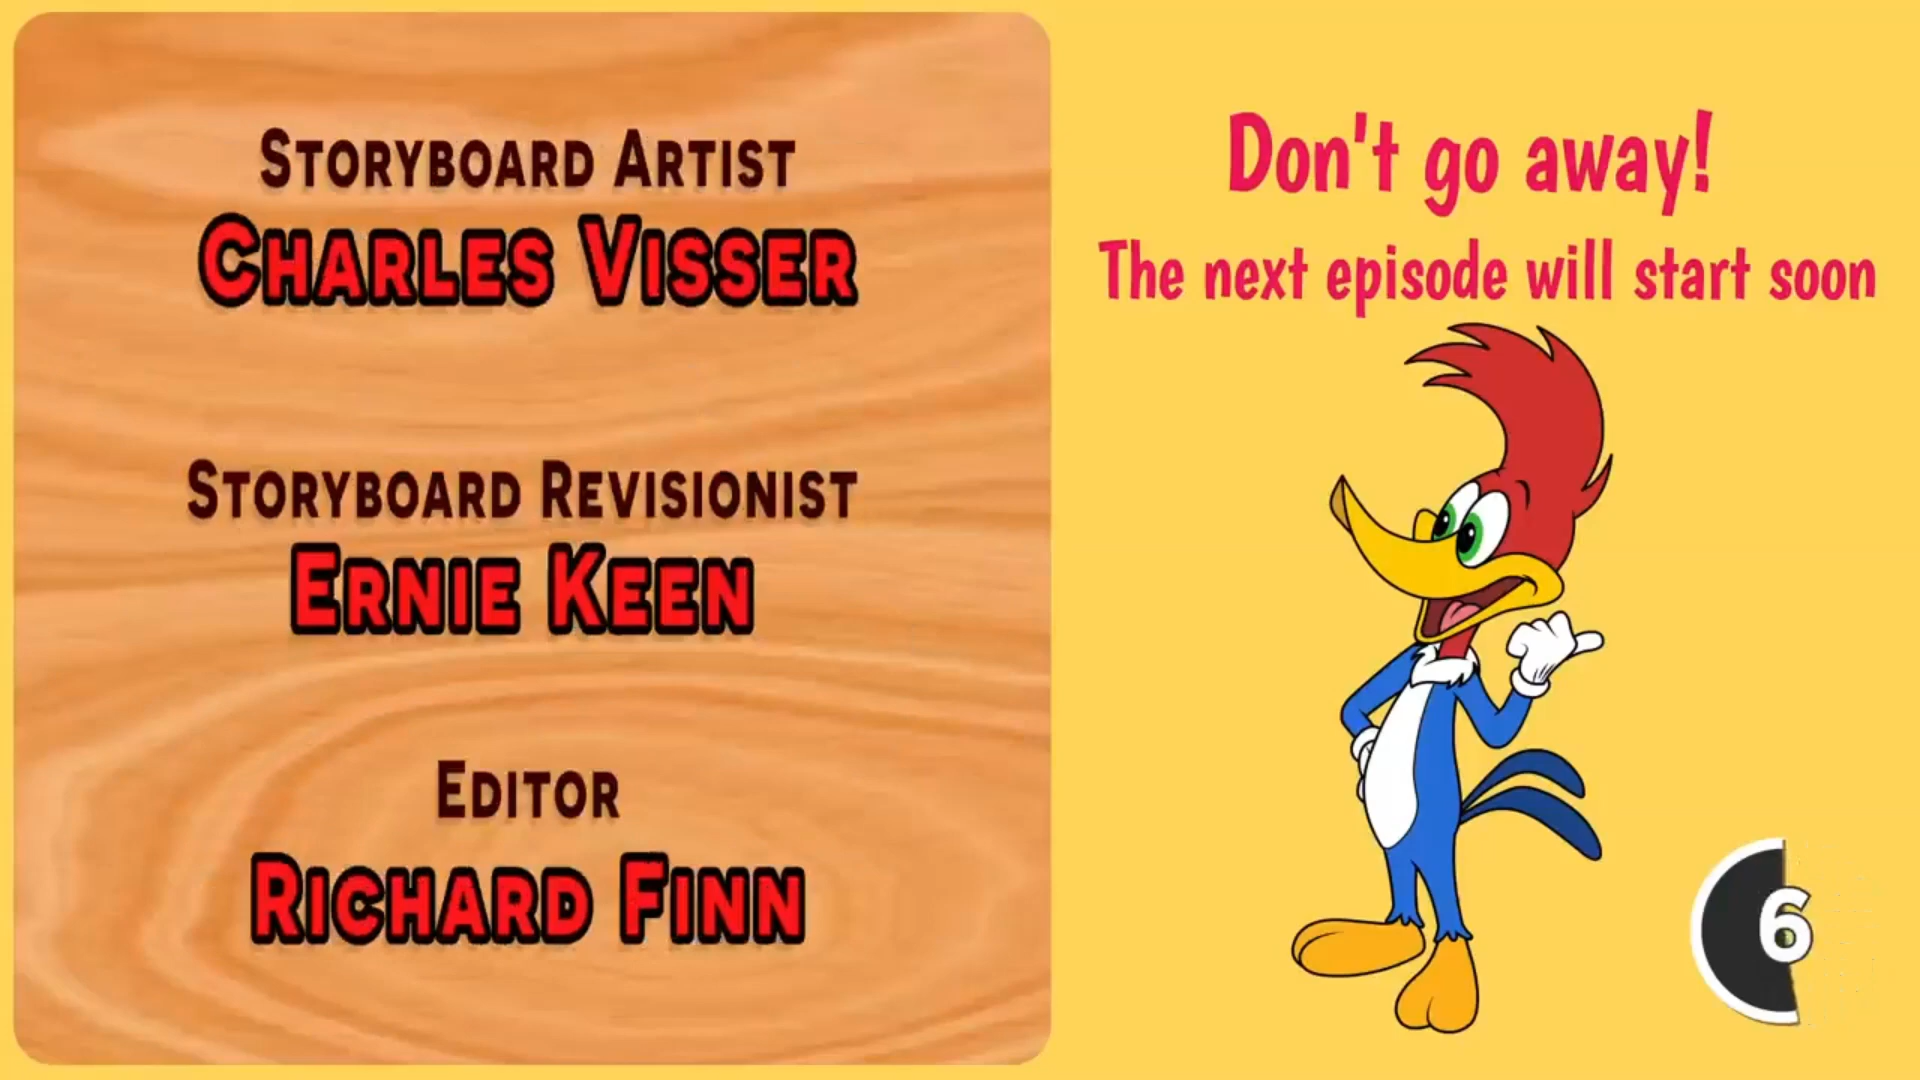 Storyboard Artist
Charles Visser
Storyboard Revisionist
Ernie Keen
Editor
Richard Finn
Don't go away!
The next episode will start soon
6